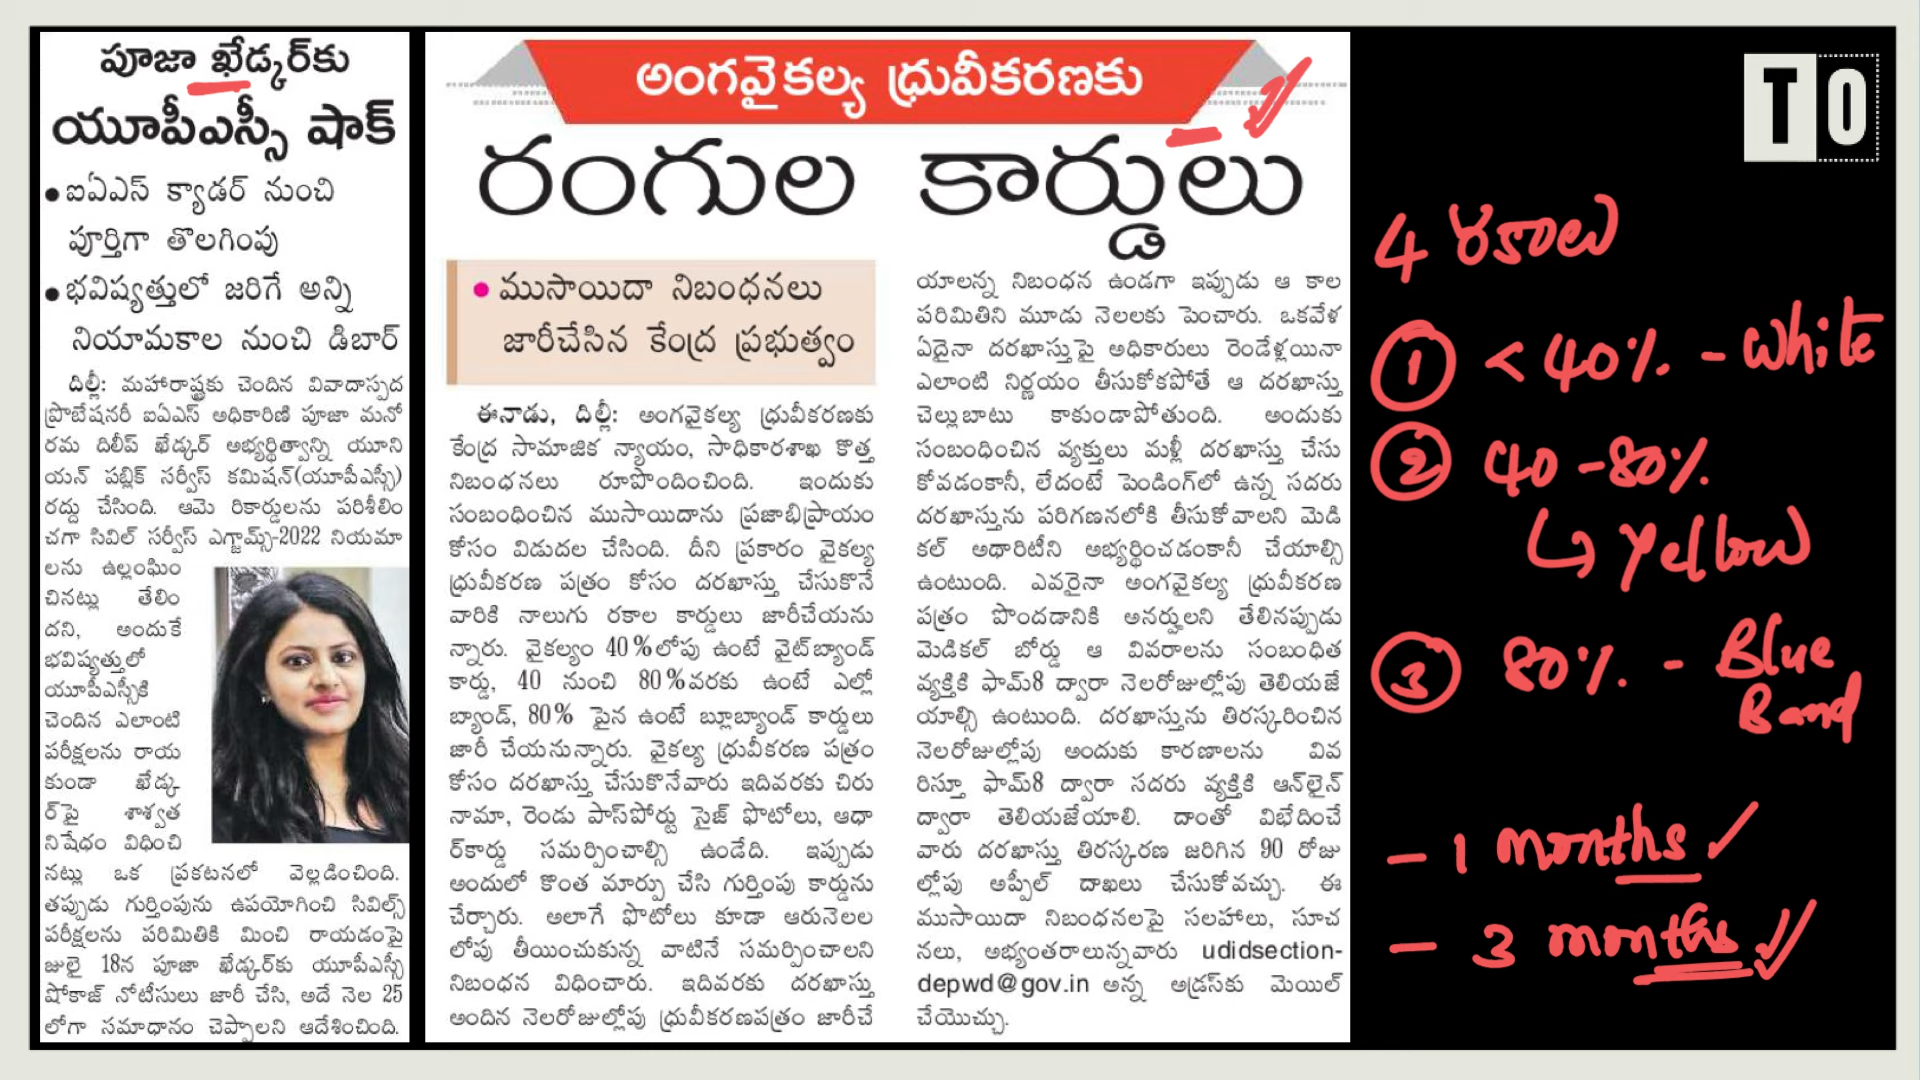 పూజా ఖేడ్కర్‌కు
యూపీఎస్సీ షాక్
• ఐఏఎస్ క్యాడర్ నుంచి
పూర్తిగా తొలగింపు
• భవిష్యత్తులో జరిగే అన్ని
నియామకాల నుంచి డిబార్
దిల్లీ: మహారాష్ట్రకు చెందిన వివాదాస్పద
ప్రొబేషనరీ ఐఏఎస్ అధికారిణి పూజా మనో
రమ దిలీప్ ఖేడ్కర్ అభ్యర్థిత్వాన్ని యూని
యన్ పబ్లిక్ సర్వీస్ కమిషన్(యూపీఎస్సీ)
రద్దు చేసింది. ఆమె రికార్డులను పరిశీలిం
చగా సివిల్ సర్వీస్ ఎగ్జామ్స్-2022 నియమా
లను ఉల్లంఘిం
చినట్లు తేలిం
దని, అందుకే
భవిష్యత్తులో
యూపీఎస్సీకి
చెందిన ఎలాంటి
పరీక్షలను రాయ
కుండా ఖేడ్క
ర్‌పై శాశ్వత
నిషేధం విధించి
నట్లు ఒక ప్రకటనలో వెల్లడించింది.
తప్పుడు గుర్తింపును ఉపయోగించి సివిల్స్
పరీక్షలను పరిమితికి మించి రాయడంపై
జులై 18న పూజా ఖేడ్కర్‌కు యూపీఎస్సీ
షోకాజ్ నోటీసులు జారీ చేసి, అదే నెల 25
లోగా సమాధానం చెప్పాలని ఆదేశించింది.
అంగవైకల్య ధ్రువీకరణకు
రంగుల కార్డులు
• ముసాయిదా నిబంధనలు
జారీచేసిన కేంద్ర ప్రభుత్వం
ఈనాడు, దిల్లీ: అంగవైకల్య ధ్రువీకరణకు
కేంద్ర సామాజిక న్యాయం, సాధికారశాఖ కొత్త
నిబంధనలు రూపొందించింది. ఇందుకు
సంబంధించిన ముసాయిదాను ప్రజాభిప్రాయం
కోసం విడుదల చేసింది. దీని ప్రకారం వైకల్య
ధ్రువీకరణ పత్రం కోసం దరఖాస్తు చేసుకొనే
వారికి నాలుగు రకాల కార్డులు జారీచేయను
న్నారు. వైకల్యం 40%లోపు ఉంటే వైట్‌బ్యాండ్
కార్డు, 40 నుంచి 80%వరకు ఉంటే ఎల్లో
బ్యాండ్, 80% పైన ఉంటే బ్లూబ్యాండ్ కార్డులు
జారీ చేయనున్నారు. వైకల్య ధ్రువీకరణ పత్రం
కోసం దరఖాస్తు చేసుకొనేవారు ఇదివరకు చిరు
నామా, రెండు పాస్‌పోర్టు సైజ్ ఫొటోలు, ఆధా
ర్‌కార్డు సమర్పించాల్సి ఉండేది. ఇప్పుడు
అందులో కొంత మార్పు చేసి గుర్తింపు కార్డును
చేర్చారు. అలాగే ఫొటోలు కూడా ఆరునెలల
లోపు తీయించుకున్న వాటినే సమర్పించాలని
నిబంధన విధించారు. ఇదివరకు దరఖాస్తు
అందిన నెలరోజుల్లోపు ధ్రువీకరణపత్రం జారీచే
యాలన్న నిబంధన ఉండగా ఇప్పుడు ఆ కాల
పరిమితిని మూడు నెలలకు పెంచారు. ఒకవేళ
ఏదైనా దరఖాస్తుపై అధికారులు రెండేళ్లయినా
ఎలాంటి నిర్ణయం తీసుకోకపోతే ఆ దరఖాస్తు
చెల్లుబాటు కాకుండాపోతుంది. అందుకు
సంబంధించిన వ్యక్తులు మళ్లీ దరఖాస్తు చేసు
కోవడంకానీ, లేదంటే పెండింగ్‌లో ఉన్న సదరు
దరఖాస్తును పరిగణనలోకి తీసుకోవాలని మెడి
కల్ అథారిటీని అభ్యర్థించడంకానీ చేయాల్సి
ఉంటుంది. ఎవరైనా అంగవైకల్య ధ్రువీకరణ
పత్రం పొందడానికి అనర్హులని తేలినప్పుడు
మెడికల్ బోర్డు ఆ వివరాలను సంబంధిత
వ్యక్తికి ఫామ్8 ద్వారా నెలరోజుల్లోపు తెలియజే
యాల్సి ఉంటుంది. దరఖాస్తును తిరస్కరించిన
నెలరోజుల్లోపు అందుకు కారణాలను వివ
రిస్తూ ఫామ్8 ద్వారా సదరు వ్యక్తికి ఆన్‌లైన్
ద్వారా తెలియజేయాలి. దాంతో విభేదించే
వారు దరఖాస్తు తిరస్కరణ జరిగిన 90 రోజు
ల్లోపు అప్పీల్ దాఖలు చేసుకోవచ్చు. ఈ
ముసాయిదా నిబంధనలపై సలహాలు, సూచ
నలు, అభ్యంతరాలున్నవారు udidsection-
depwd@gov.in అన్న అడ్రస్‌కు మెయిల్
చేయొచ్చు.
TO
4 రకాలు
① < 40% - White
② 40 - 80%
↳ Yellow
③ 80% - Blue
Band
- 1 months ✓
- 3 months ✓